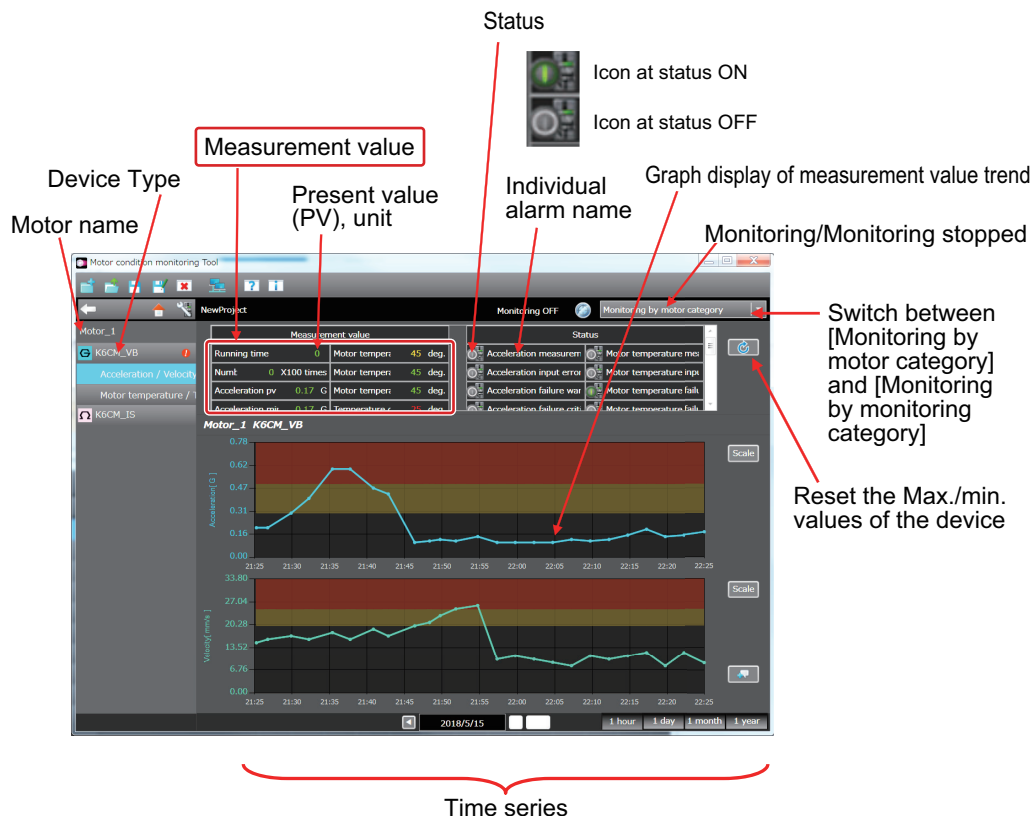 Status
Icon at status ON
Icon at status OFF
Measurement value
Device Type
Present value
(PV), unit
Individual
alarm name
Graph display of measurement value trend
Motor name
Monitoring/Monitoring stopped
Motor condition monitoring Tool
NewProject
Monitoring OFF
Monitoring by motor category
Switch between
[Monitoring by
motor category]
and [Monitoring
by monitoring
category]
Motor_1
K6CM_VB
Acceleration / Velocity
Motor temperature / T
K6CM_IS
Measurement value
Status
Running time 0 Motor tempera 45 deg.
Acceleration measurem Motor temperature mea
Numb 0 X100 times Motor tempera 45 deg.
Acceleration input error Motor temperature inpu
Acceleration pv 0.17 G Motor tempera 45 deg.
Acceleration failure war Motor temperature failu
Acceleration mi 0.17 G Temperature deg.
Acceleration failure crit Motor temperature fail
Reset the Max./min.
values of the device
Motor_1 K6CM_VB
Scale
Acceleration[ G ]
0.78
0.62
0.47
0.31
0.16
0.00
21:25 21:30 21:35 21:40 21:45 21:50 21:55 22:00 22:05 22:10 22:15 22:20 22:25
Scale
Velocity[ mm/s ]
33.80
27.04
20.28
13.52
6.76
0.00
21:25 21:30 21:35 21:40 21:45 21:50 21:55 22:00 22:05 22:10 22:15 22:20 22:25
2018/5/15
1 hour 1 day 1 month 1 year
Time series